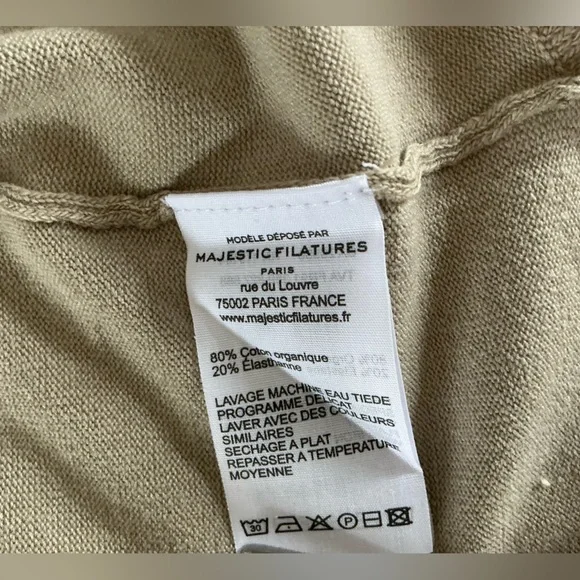 MODÈLE DÉPOSÉ PAR
MAJESTIC FILATURES
PARIS
rue du Louvre
75002 PARIS FRANCE
www.majesticfilatures.fr
80% Coton organique
20% Élasthanne
LAVAGE MACHINE EAU TIEDE
PROGRAMME DELICAT
LAVER AVEC DES COULEURS
SIMILAIRES
SECHAGE A PLAT
REPASSER A TEMPERATURE
MOYENNE
30 P